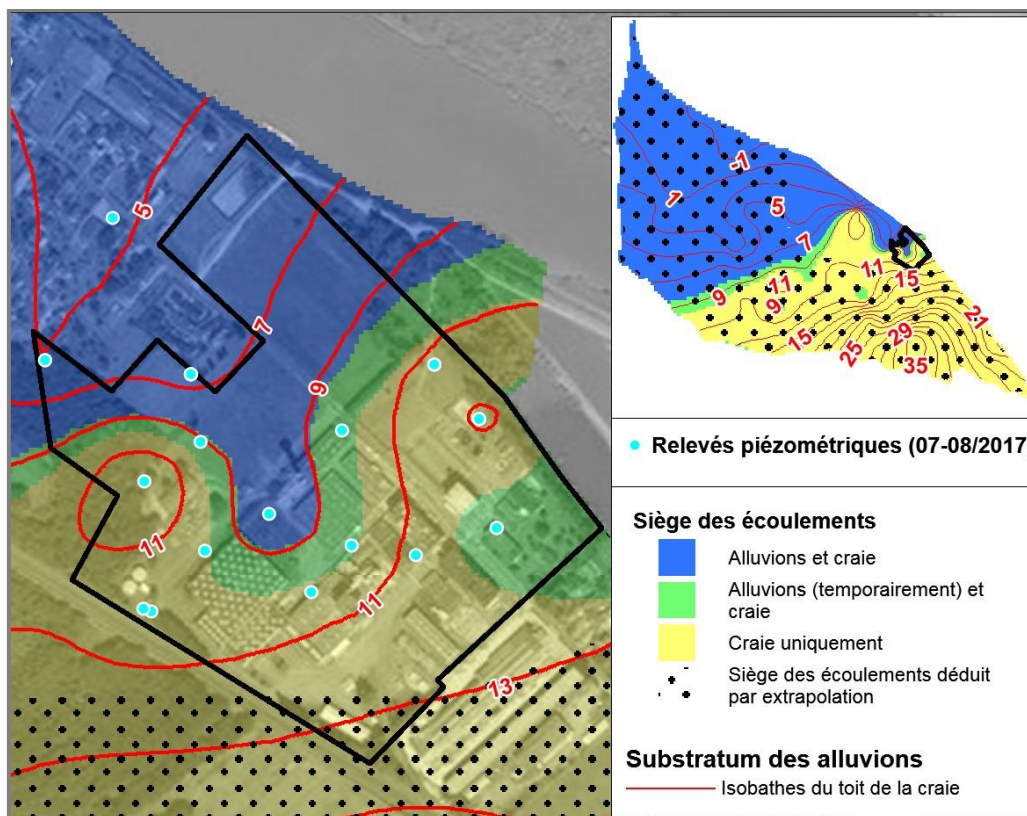 5
7
9
11
11
13
-1
1
5
7
11
15
9
11
9
15
21
29
25
35
Relevés piézométriques (07-08/2017
Siège des écoulements
Alluvions et craie
Alluvions (temporairement) et
craie
Craie uniquement
Siège des écoulements déduit
par extrapolation
Substratum des alluvions
Isobathes du toit de la craie